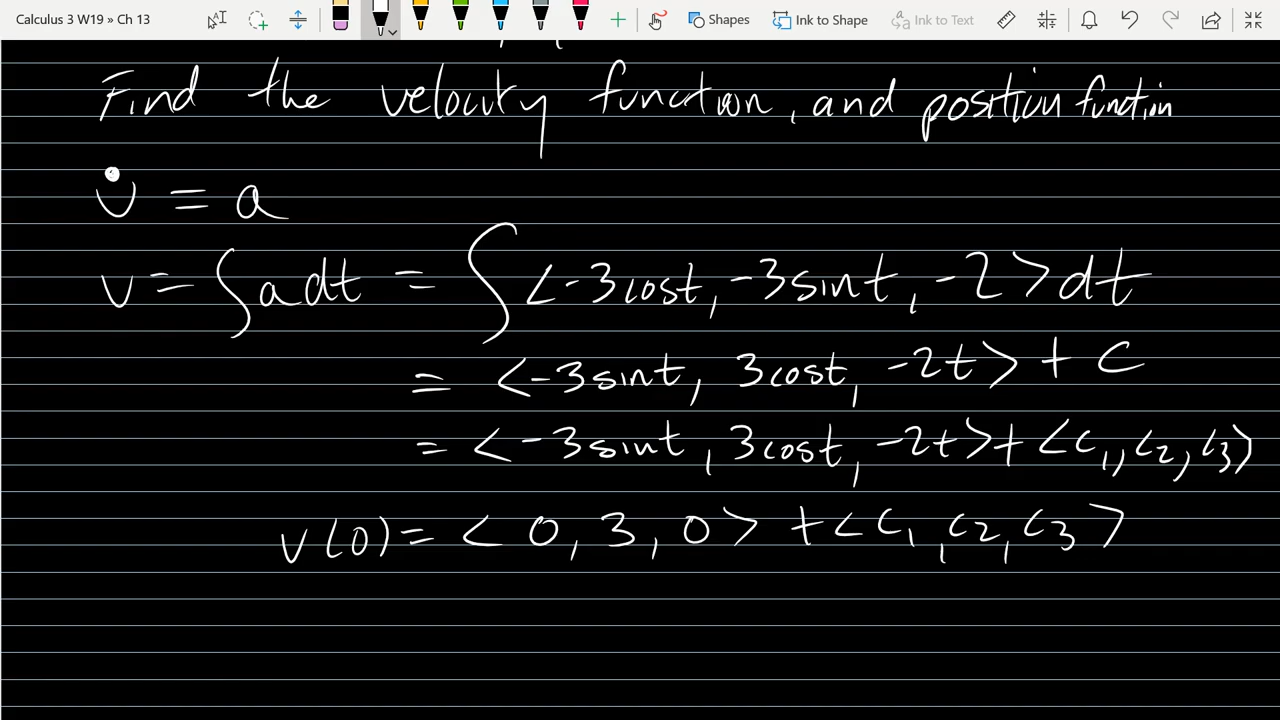 Calculus 3 W19 » Ch 13 Shapes Ink to Shape Ink to Text
Find the velocity function, and position function
v̇ = a
v = ∫ a dt = ∫ <-3cost, -3sint, -2> dt
= <-3sint, 3cost, -2t> + C
= <-3sint, 3cost, -2t> + <C₁, C₂, C₃>
v(0) = <0, 3, 0> + <C₁, C₂, C₃>